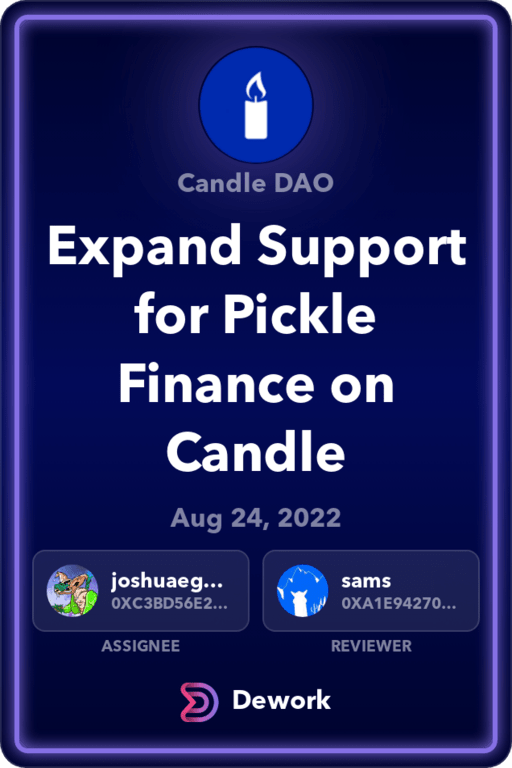 Candle DAO
Expand Support
for Pickle
Finance on
Candle
Aug 24, 2022
joshuaeg...
0XC3BD56E2...
ASSIGNEE
sams
0XA1E94270...
REVIEWER
Dework